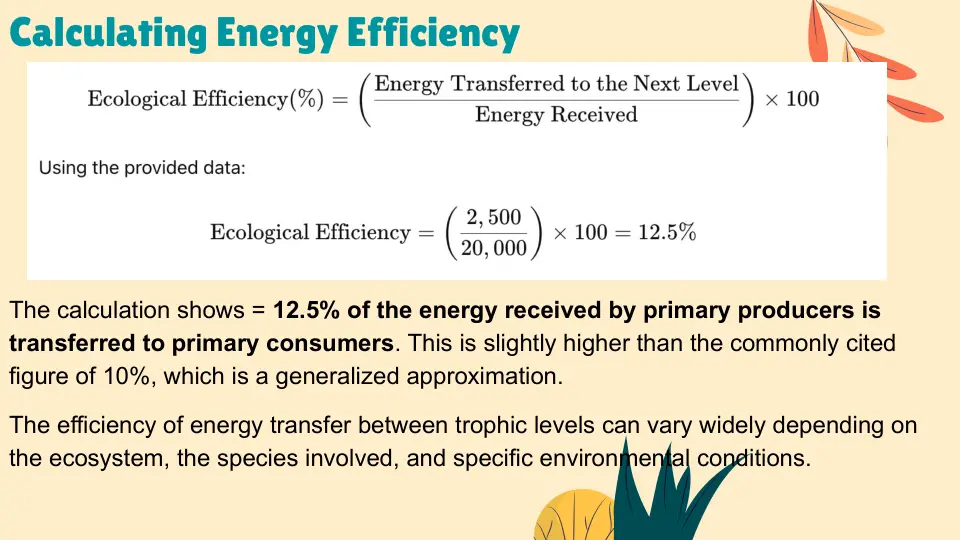 Calculating Energy Efficiency
Ecological Efficiency(%) = (Energy Transferred to the Next Level / Energy Received) × 100
Using the provided data:
Ecological Efficiency = (2,500 / 20,000) × 100 = 12.5%
The calculation shows = 12.5% of the energy received by primary producers is
transferred to primary consumers. This is slightly higher than the commonly cited
figure of 10%, which is a generalized approximation.
The efficiency of energy transfer between trophic levels can vary widely depending on
the ecosystem, the species involved, and specific environmental conditions.